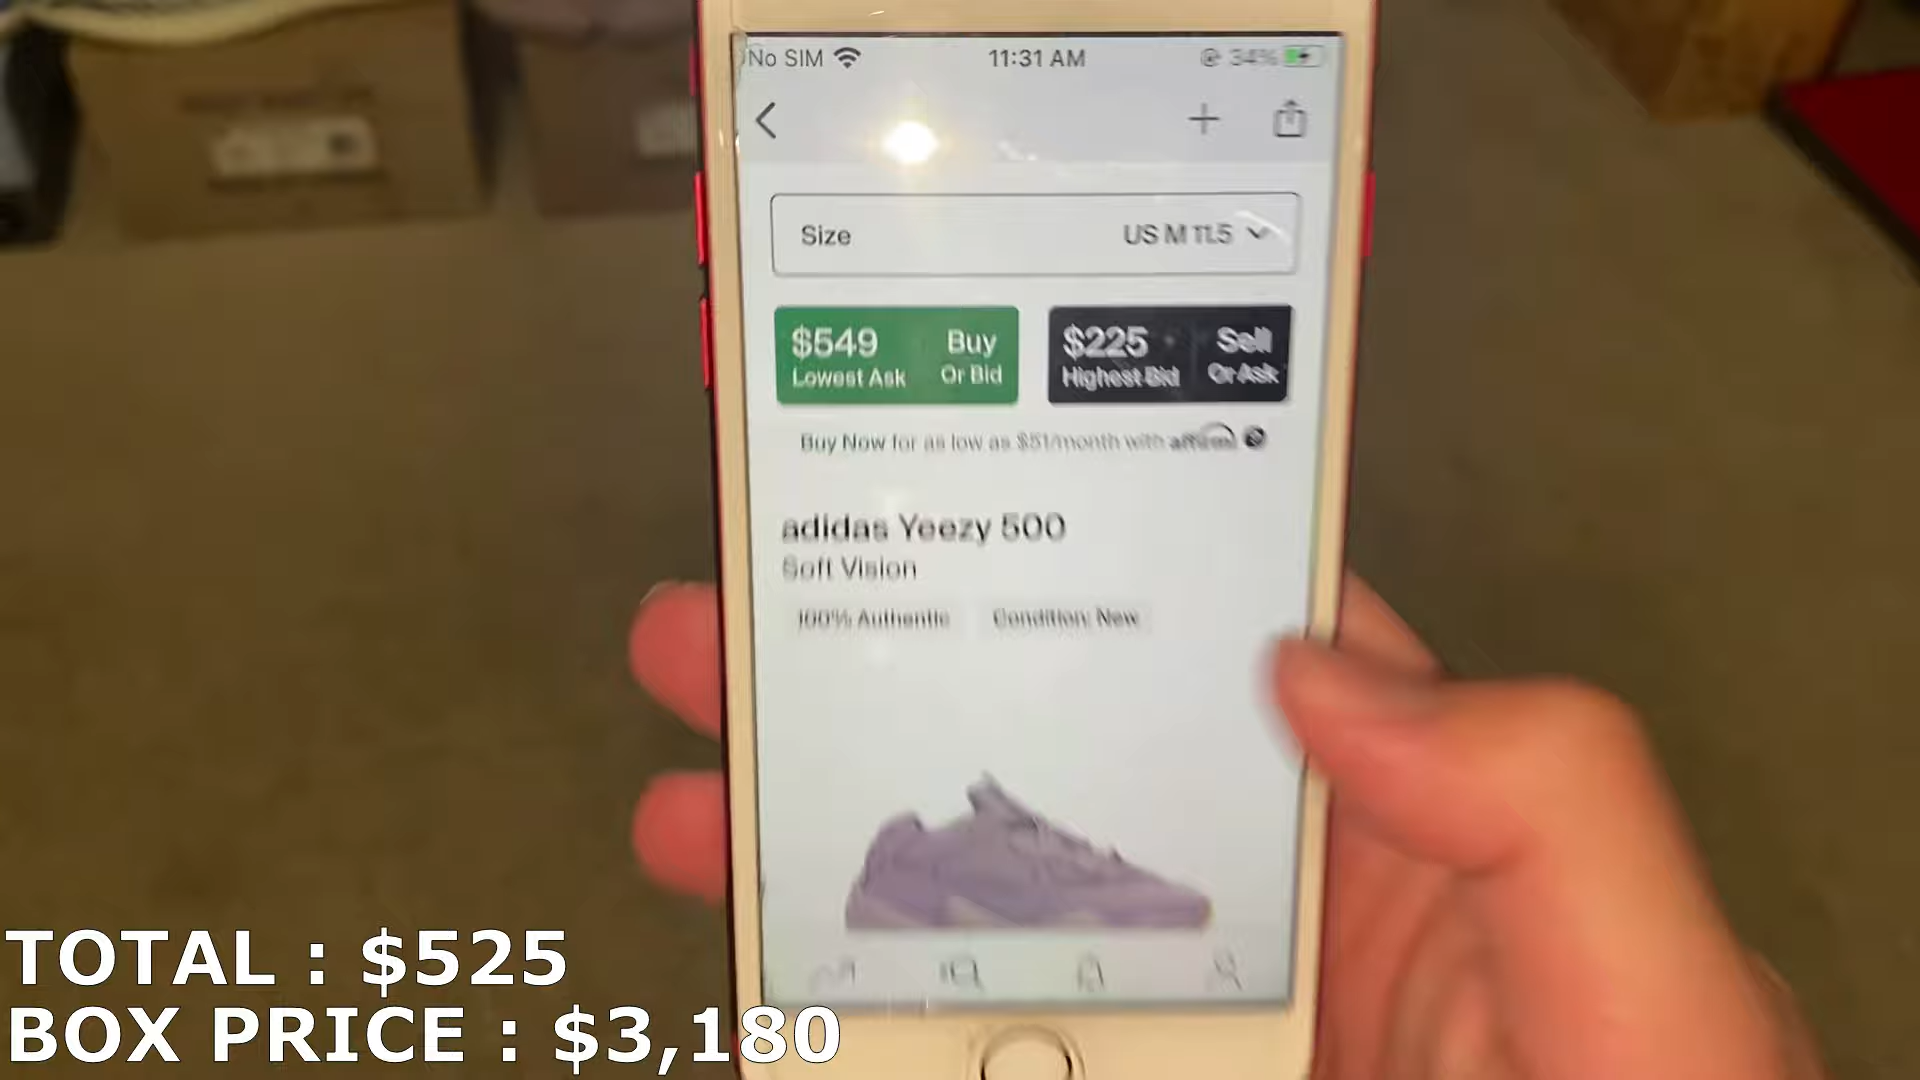 No SIM 11:31 AM 34%
Size US M 11.5
$549 Buy $225 Sell
Lowest Ask Or Bid Highest Bid Or Ask
Buy Now for as low as $51/month with affirm
adidas Yeezy 500
Soft Vision
100% Authentic Condition: New
TOTAL : $525
BOX PRICE : $3,180